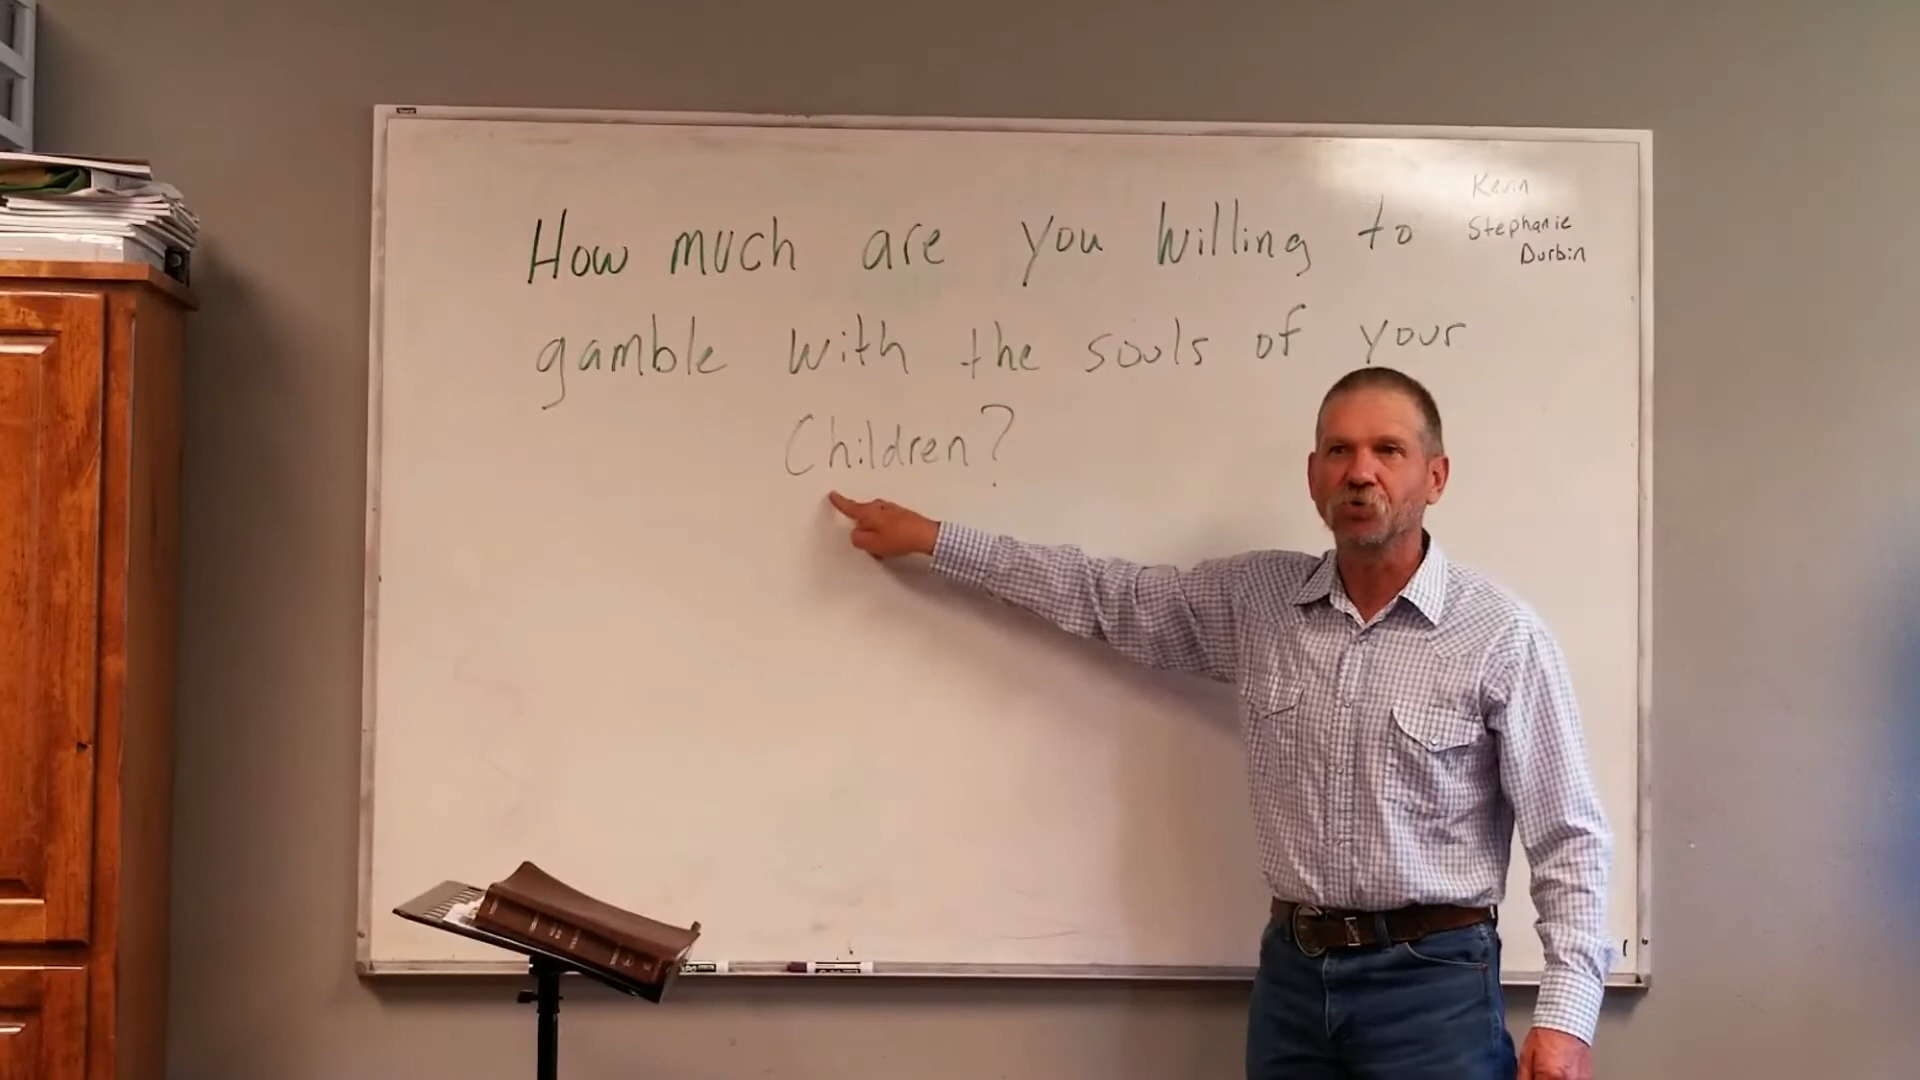 How much are you willing to
gamble with the souls of your
Children?
Kevin
Stephanie
Durbin